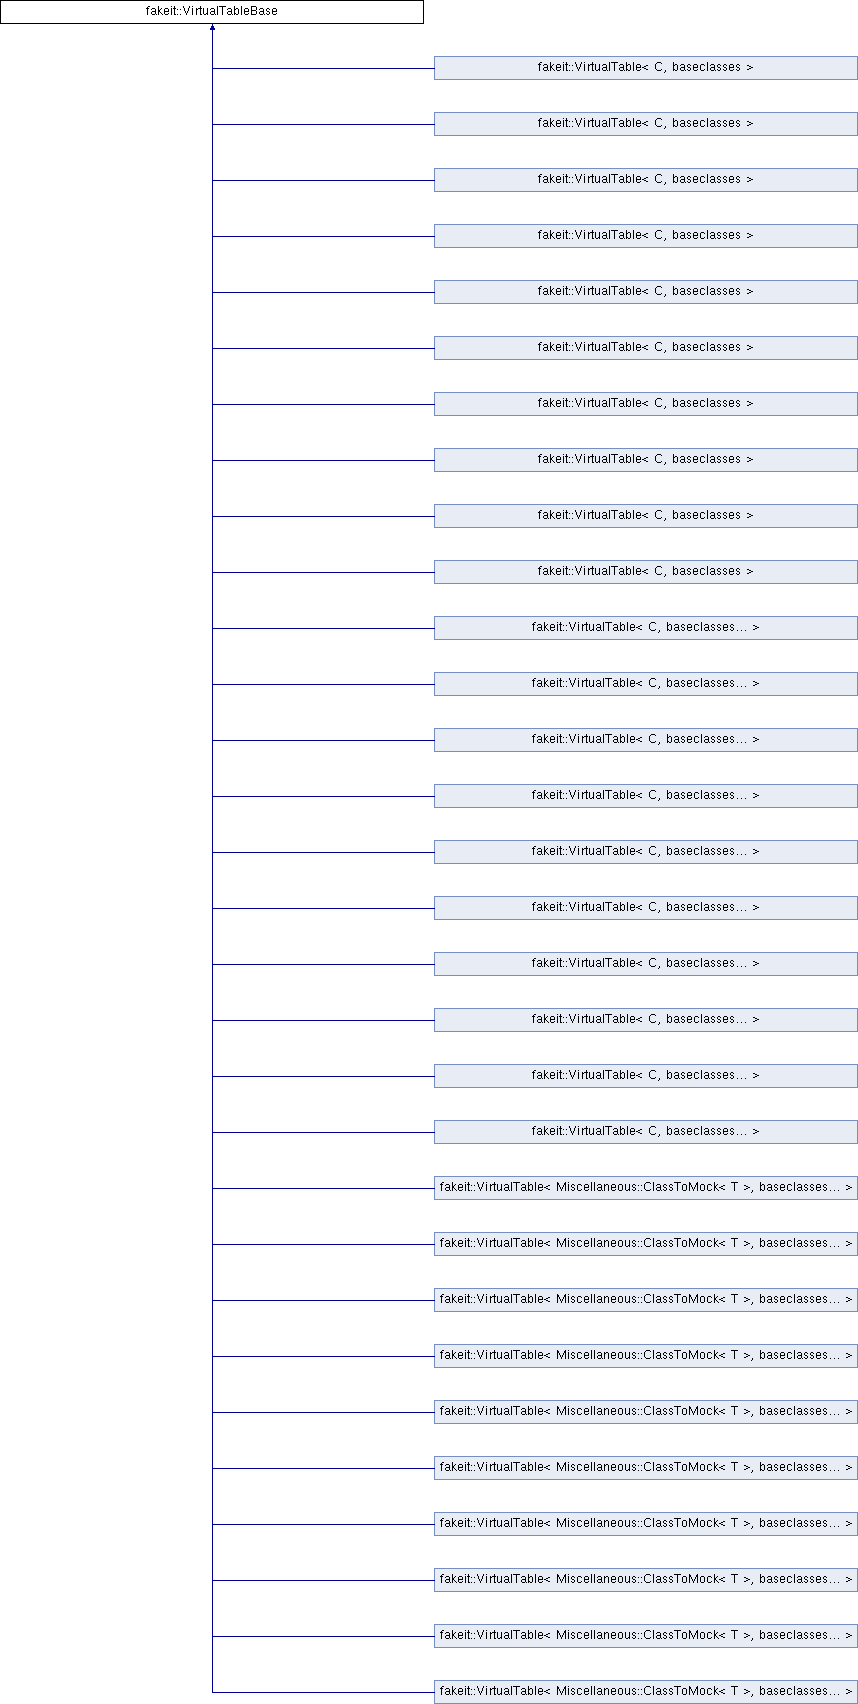 fakeit::VirtualTableBase
fakeit::VirtualTable< C, baseclasses >
fakeit::VirtualTable< C, baseclasses >
fakeit::VirtualTable< C, baseclasses >
fakeit::VirtualTable< C, baseclasses >
fakeit::VirtualTable< C, baseclasses >
fakeit::VirtualTable< C, baseclasses >
fakeit::VirtualTable< C, baseclasses >
fakeit::VirtualTable< C, baseclasses >
fakeit::VirtualTable< C, baseclasses >
fakeit::VirtualTable< C, baseclasses >
fakeit::VirtualTable< C, baseclasses... >
fakeit::VirtualTable< C, baseclasses... >
fakeit::VirtualTable< C, baseclasses... >
fakeit::VirtualTable< C, baseclasses... >
fakeit::VirtualTable< C, baseclasses... >
fakeit::VirtualTable< C, baseclasses... >
fakeit::VirtualTable< C, baseclasses... >
fakeit::VirtualTable< C, baseclasses... >
fakeit::VirtualTable< C, baseclasses... >
fakeit::VirtualTable< C, baseclasses... >
fakeit::VirtualTable< Miscellaneous::ClassToMock< T >, baseclasses... >
fakeit::VirtualTable< Miscellaneous::ClassToMock< T >, baseclasses... >
fakeit::VirtualTable< Miscellaneous::ClassToMock< T >, baseclasses... >
fakeit::VirtualTable< Miscellaneous::ClassToMock< T >, baseclasses... >
fakeit::VirtualTable< Miscellaneous::ClassToMock< T >, baseclasses... >
fakeit::VirtualTable< Miscellaneous::ClassToMock< T >, baseclasses... >
fakeit::VirtualTable< Miscellaneous::ClassToMock< T >, baseclasses... >
fakeit::VirtualTable< Miscellaneous::ClassToMock< T >, baseclasses... >
fakeit::VirtualTable< Miscellaneous::ClassToMock< T >, baseclasses... >
fakeit::VirtualTable< Miscellaneous::ClassToMock< T >, baseclasses... >